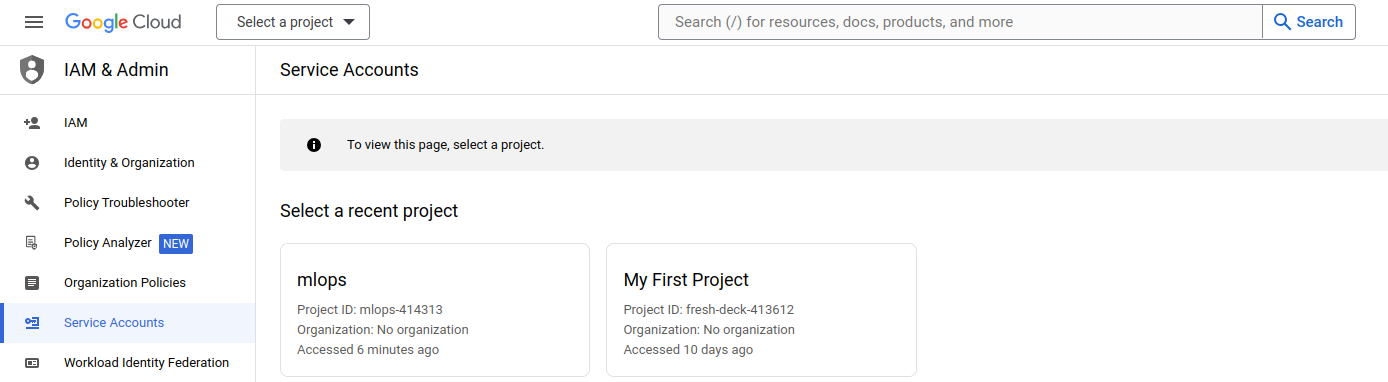 Google Cloud
Select a project
Search (/) for resources, docs, products, and more
Search
IAM & Admin
Service Accounts
IAM
Identity & Organization
Policy Troubleshooter
Policy Analyzer NEW
Organization Policies
Service Accounts
Workload Identity Federation
To view this page, select a project.
Select a recent project
mlops
Project ID: mlops-414313
Organization: No organization
Accessed 6 minutes ago
My First Project
Project ID: fresh-deck-413612
Organization: No organization
Accessed 10 days ago